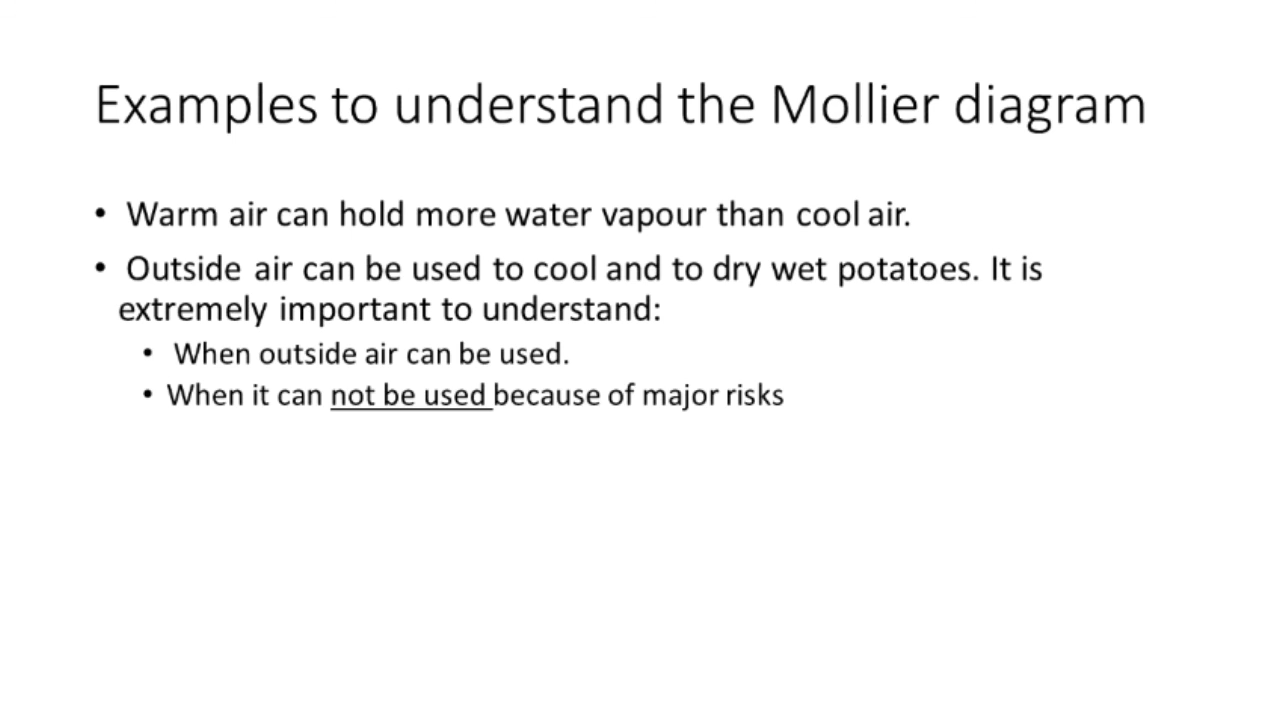 Examples to understand the Mollier diagram
• Warm air can hold more water vapour than cool air.
• Outside air can be used to cool and to dry wet potatoes. It is
extremely important to understand:
• When outside air can be used.
• When it can not be used because of major risks